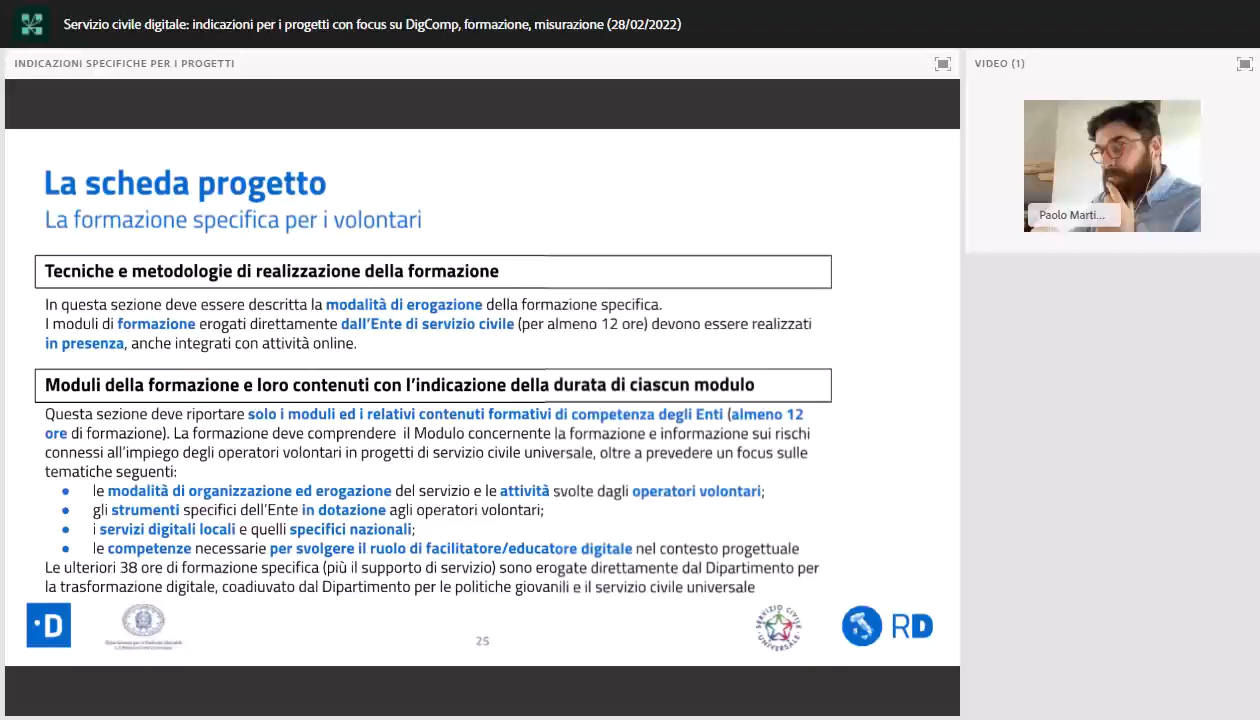 Servizio civile digitale: indicazioni per i progetti con focus su DigComp, formazione, misurazione (28/02/2022)
INDICAZIONI SPECIFICHE PER I PROGETTI
VIDEO (1)
Paolo Marti...
La scheda progetto
La formazione specifica per i volontari
Tecniche e metodologie di realizzazione della formazione
In questa sezione deve essere descritta la modalità di erogazione della formazione specifica.
I moduli di formazione erogati direttamente dall'Ente di servizio civile (per almeno 12 ore) devono essere realizzati
in presenza, anche integrati con attività online.
Moduli della formazione e loro contenuti con l'indicazione della durata di ciascun modulo
Questa sezione deve riportare solo i moduli ed i relativi contenuti formativi di competenza degli Enti (almeno 12
ore di formazione). La formazione deve comprendere il Modulo concernente la formazione e informazione sui rischi
connessi all'impiego degli operatori volontari in progetti di servizio civile universale, oltre a prevedere un focus sulle
tematiche seguenti:
● le modalità di organizzazione ed erogazione del servizio e le attività svolte dagli operatori volontari;
● gli strumenti specifici dell'Ente in dotazione agli operatori volontari;
● i servizi digitali locali e quelli specifici nazionali;
● le competenze necessarie per svolgere il ruolo di facilitatore/educatore digitale nel contesto progettuale
Le ulteriori 38 ore di formazione specifica (più il supporto di servizio) sono erogate direttamente dal Dipartimento per
la trasformazione digitale, coadiuvato dal Dipartimento per le politiche giovanili e il servizio civile universale
·D
25
SERVIZIO CIVILE UNIVERSALE
RD